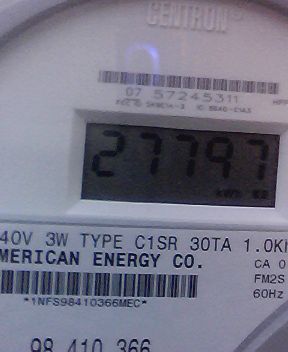 CENTRON®
07 57245311
27797
40V 3W TYPE C1SR 30TA 1.0K
MERICAN ENERGY CO.
CA 0
FM2S
60Hz
*1NFS98410366MEC*
98 410 366